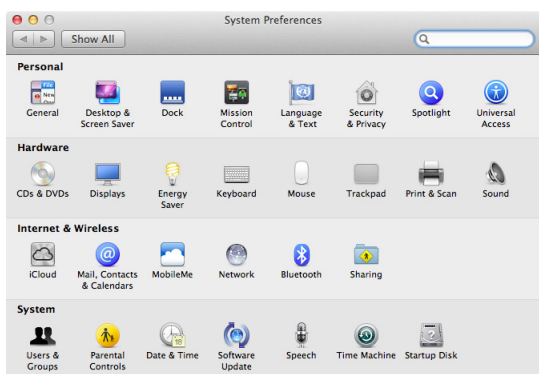 System Preferences
Show All
Personal
General Desktop & Screen Saver Dock Mission Control Language & Text Security & Privacy Spotlight Universal Access
Hardware
CDs & DVDs Displays Energy Saver Keyboard Mouse Trackpad Print & Scan Sound
Internet & Wireless
iCloud Mail, Contacts & Calendars MobileMe Network Bluetooth Sharing
System
Users & Groups Parental Controls Date & Time Software Update Speech Time Machine Startup Disk